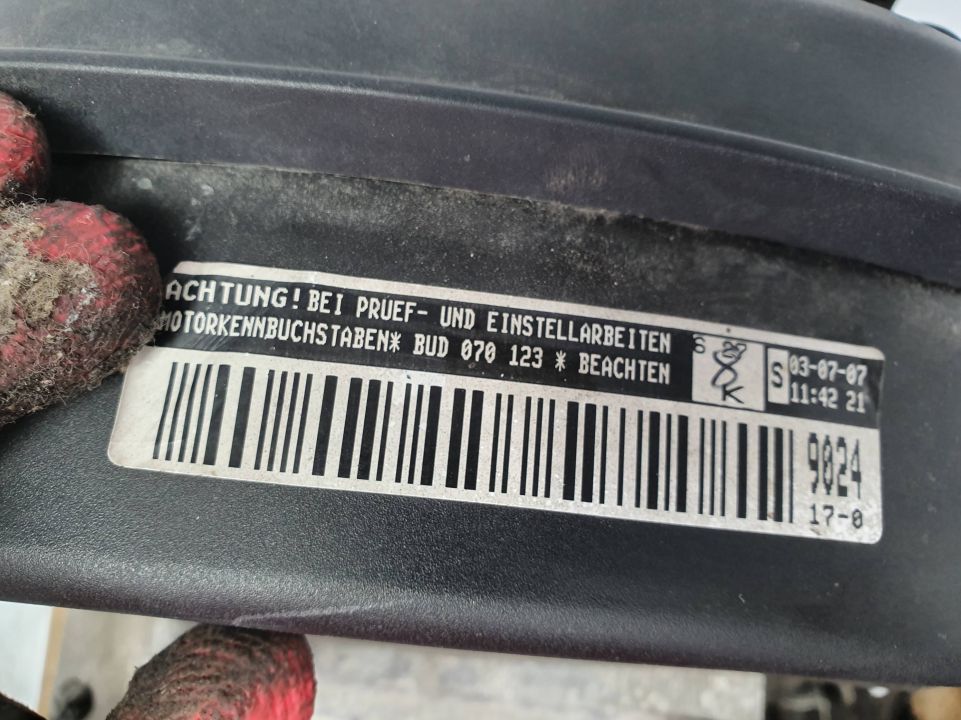 ACHTUNG! BEI PRUEF- UND EINSTELLARBEITEN
MOTORKENNBUCHSTABEN* BUD 070 123 * BEACHTEN
S
03-07-07
11:42 21
9024
17-0